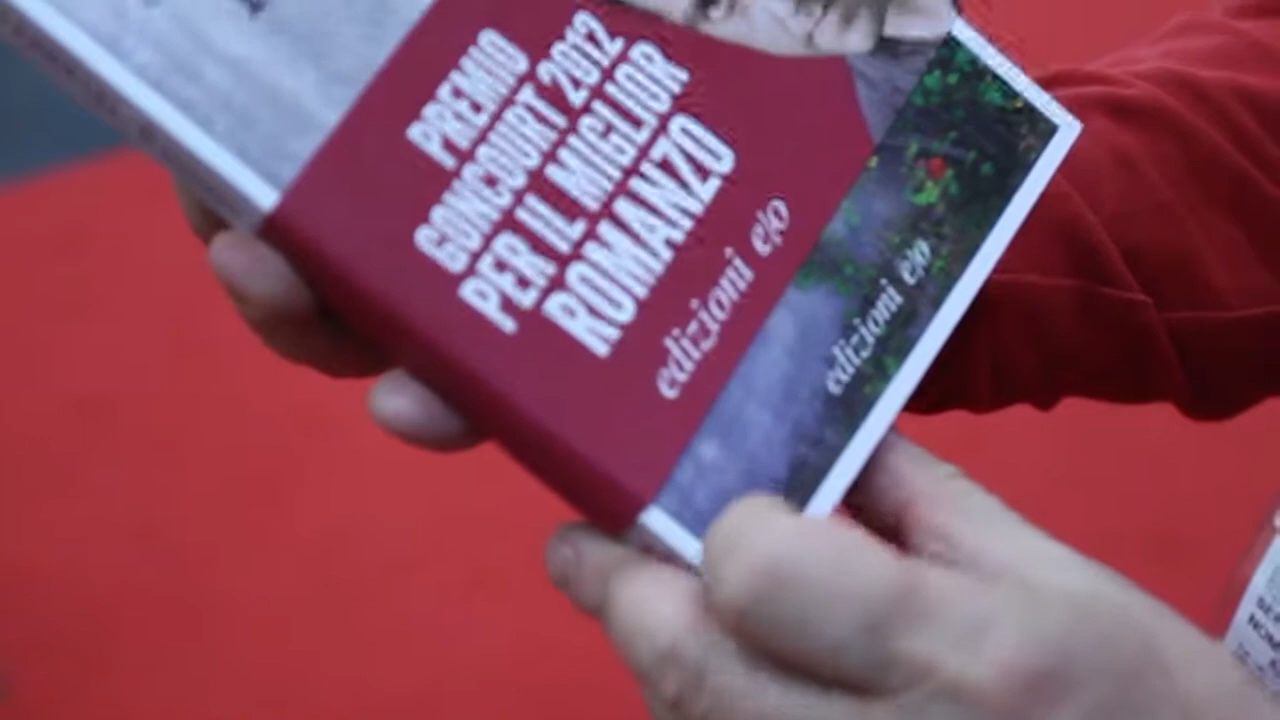 PREMIO
GONCOURT 2012
PER IL MIGLIOR
ROMANZO
edizioni e/o
edizioni e/o